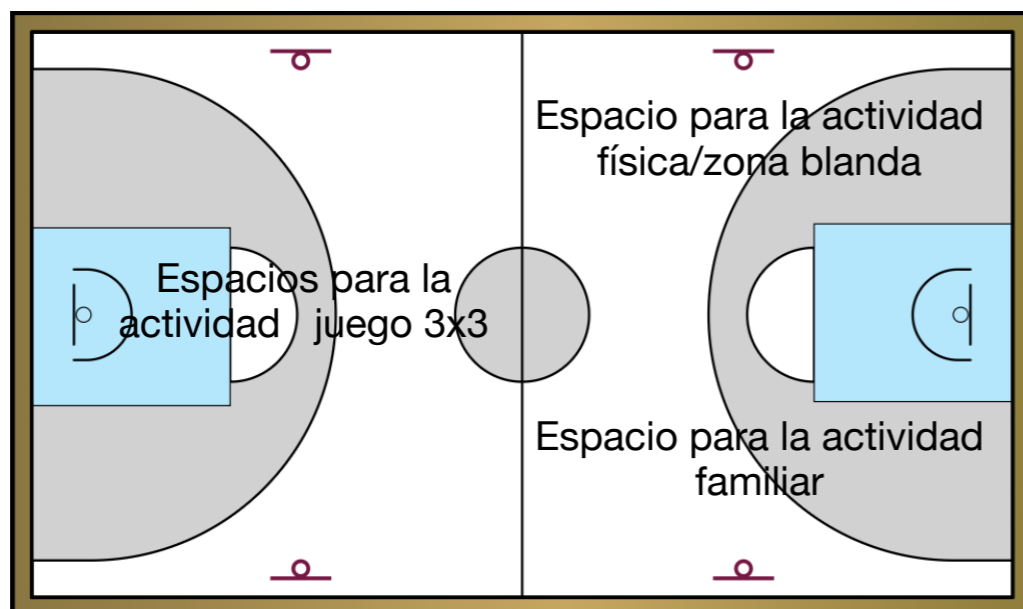 Espacio para la actividad
física/zona blanda
Espacios para la
actividad juego 3x3
Espacio para la actividad
familiar